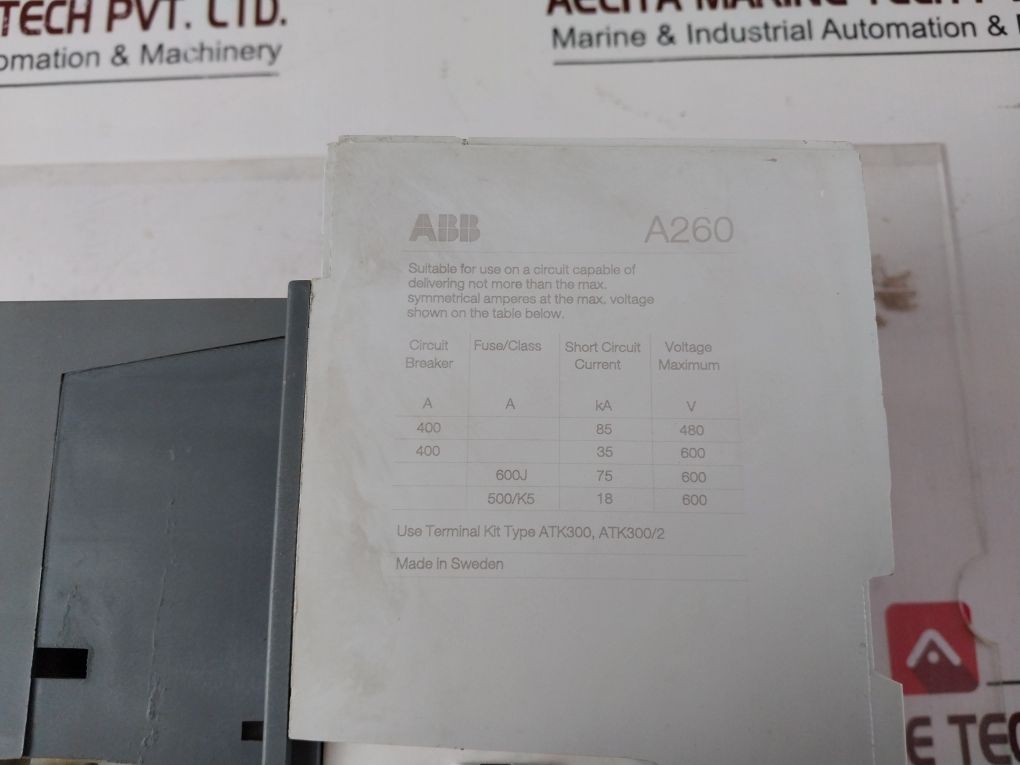 TECH PVT. LTD.
omation & Machinery
Marine & Industrial Automation &
ABB A260
Suitable for use on a circuit capable of
delivering not more than the max.
symmetrical amperes at the max. voltage
shown on the table below.
Circuit Breaker Fuse/Class Short Circuit Current Voltage Maximum
A A kA V
400 85 480
400 35 600
600J 75 600
500/K5 18 600
Use Terminal Kit Type ATK300, ATK300/2
Made in Sweden
E TEC